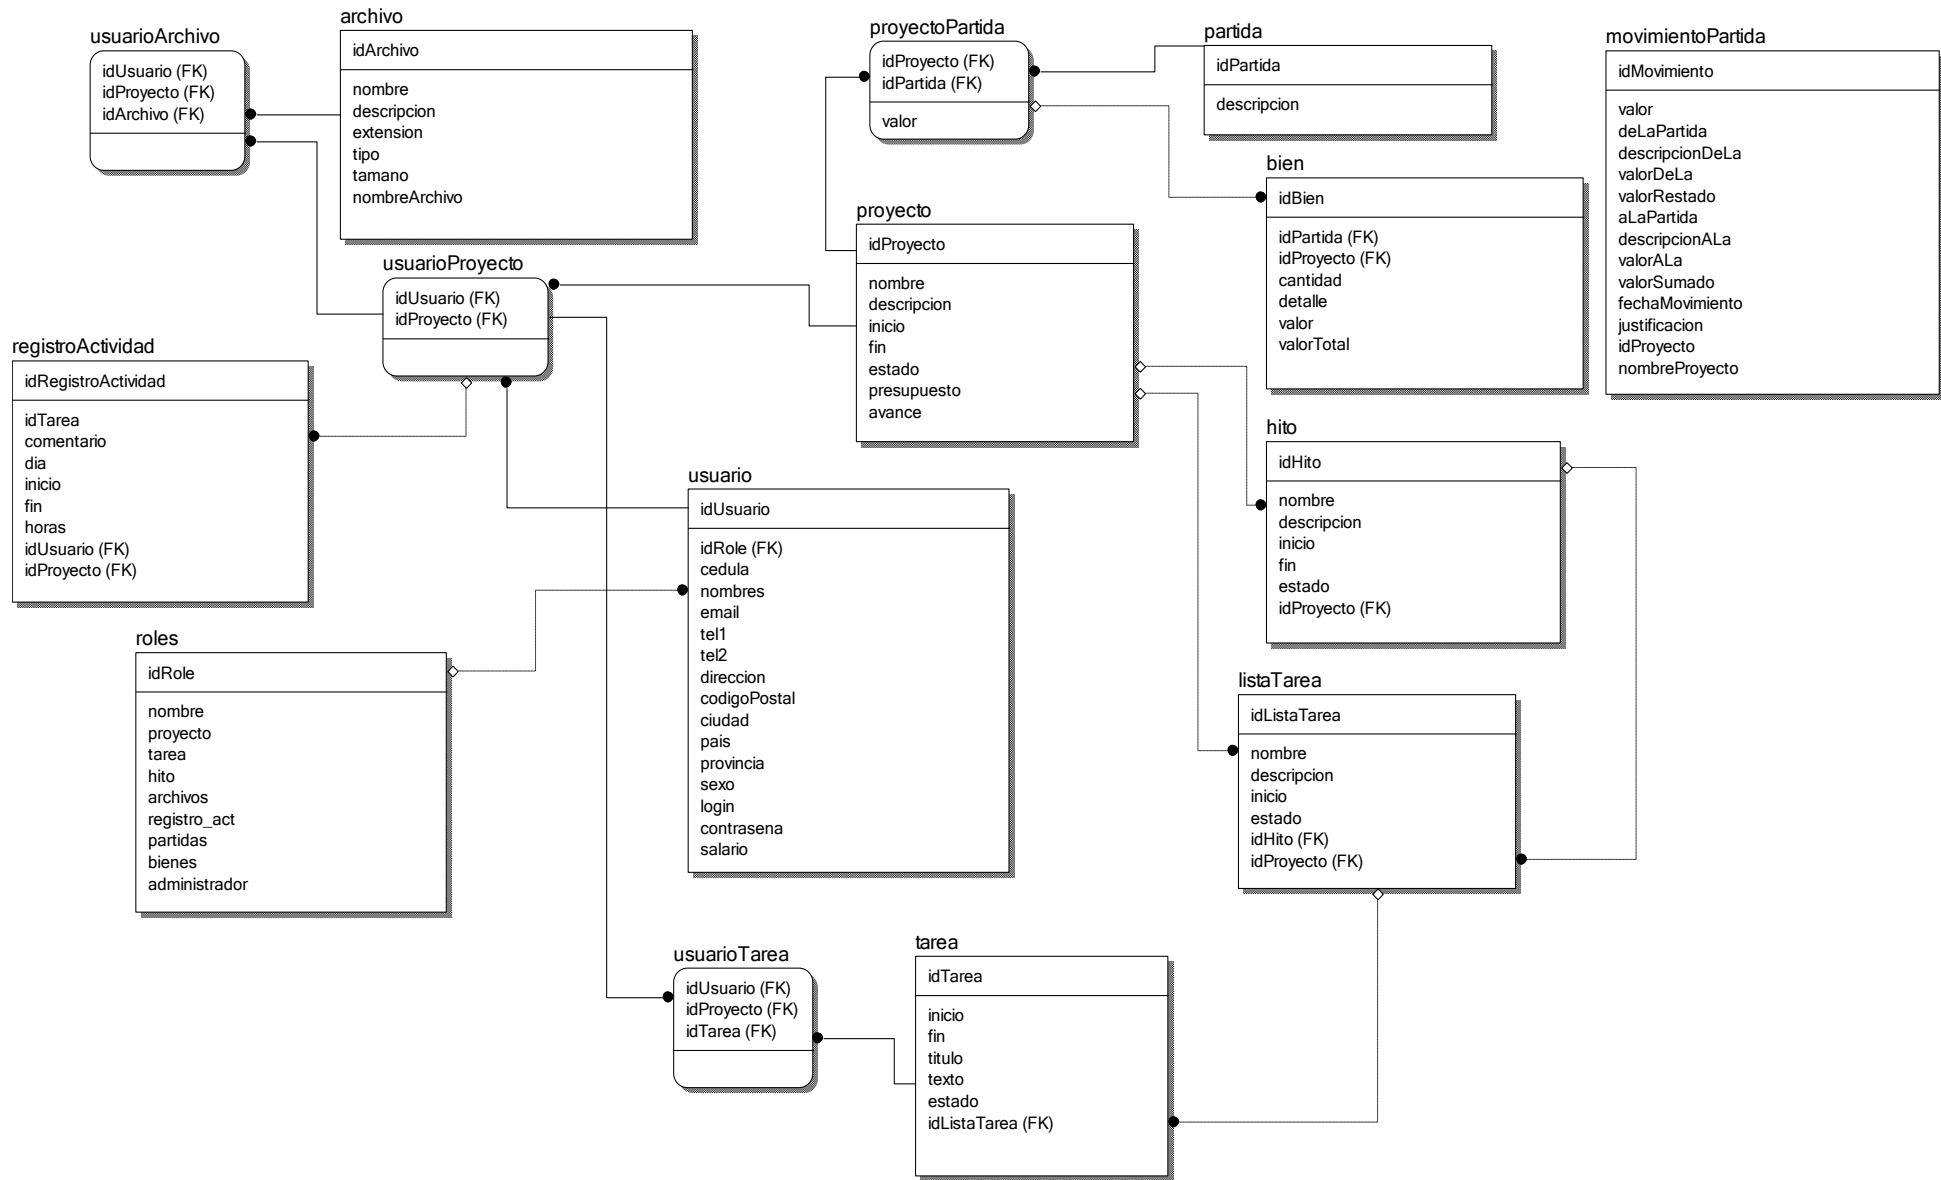 usuarioArchivo
idUsuario (FK)
idProyecto (FK)
idArchivo (FK)
archivo
idArchivo
nombre
descripcion
extension
tipo
tamano
nombreArchivo
proyectoPartida
idProyecto (FK)
idPartida (FK)
valor
partida
idPartida
descripcion
movimientoPartida
idMovimiento
valor
deLaPartida
descripcionDeLa
valorDeLa
valorRestado
aLaPartida
descripcionALa
valorALa
valorSumado
fechaMovimiento
justificacion
idProyecto
nombreProyecto
bien
idBien
idPartida (FK)
idProyecto (FK)
cantidad
detalle
valor
valorTotal
proyecto
idProyecto
nombre
descripcion
inicio
fin
estado
presupuesto
avance
usuarioProyecto
idUsuario (FK)
idProyecto (FK)
registroActividad
idRegistroActividad
idTarea
comentario
dia
inicio
fin
horas
idUsuario (FK)
idProyecto (FK)
hito
idHito
nombre
descripcion
inicio
fin
estado
idProyecto (FK)
usuario
idUsuario
idRole (FK)
cedula
nombres
email
tel1
tel2
direccion
codigoPostal
ciudad
pais
provincia
sexo
login
contrasena
salario
roles
idRole
nombre
proyecto
tarea
hito
archivos
registro_act
partidas
bienes
administrador
listaTarea
idListaTarea
nombre
descripcion
inicio
estado
idHito (FK)
idProyecto (FK)
usuarioTarea
idUsuario (FK)
idProyecto (FK)
idTarea (FK)
tarea
idTarea
inicio
fin
titulo
texto
estado
idListaTarea (FK)